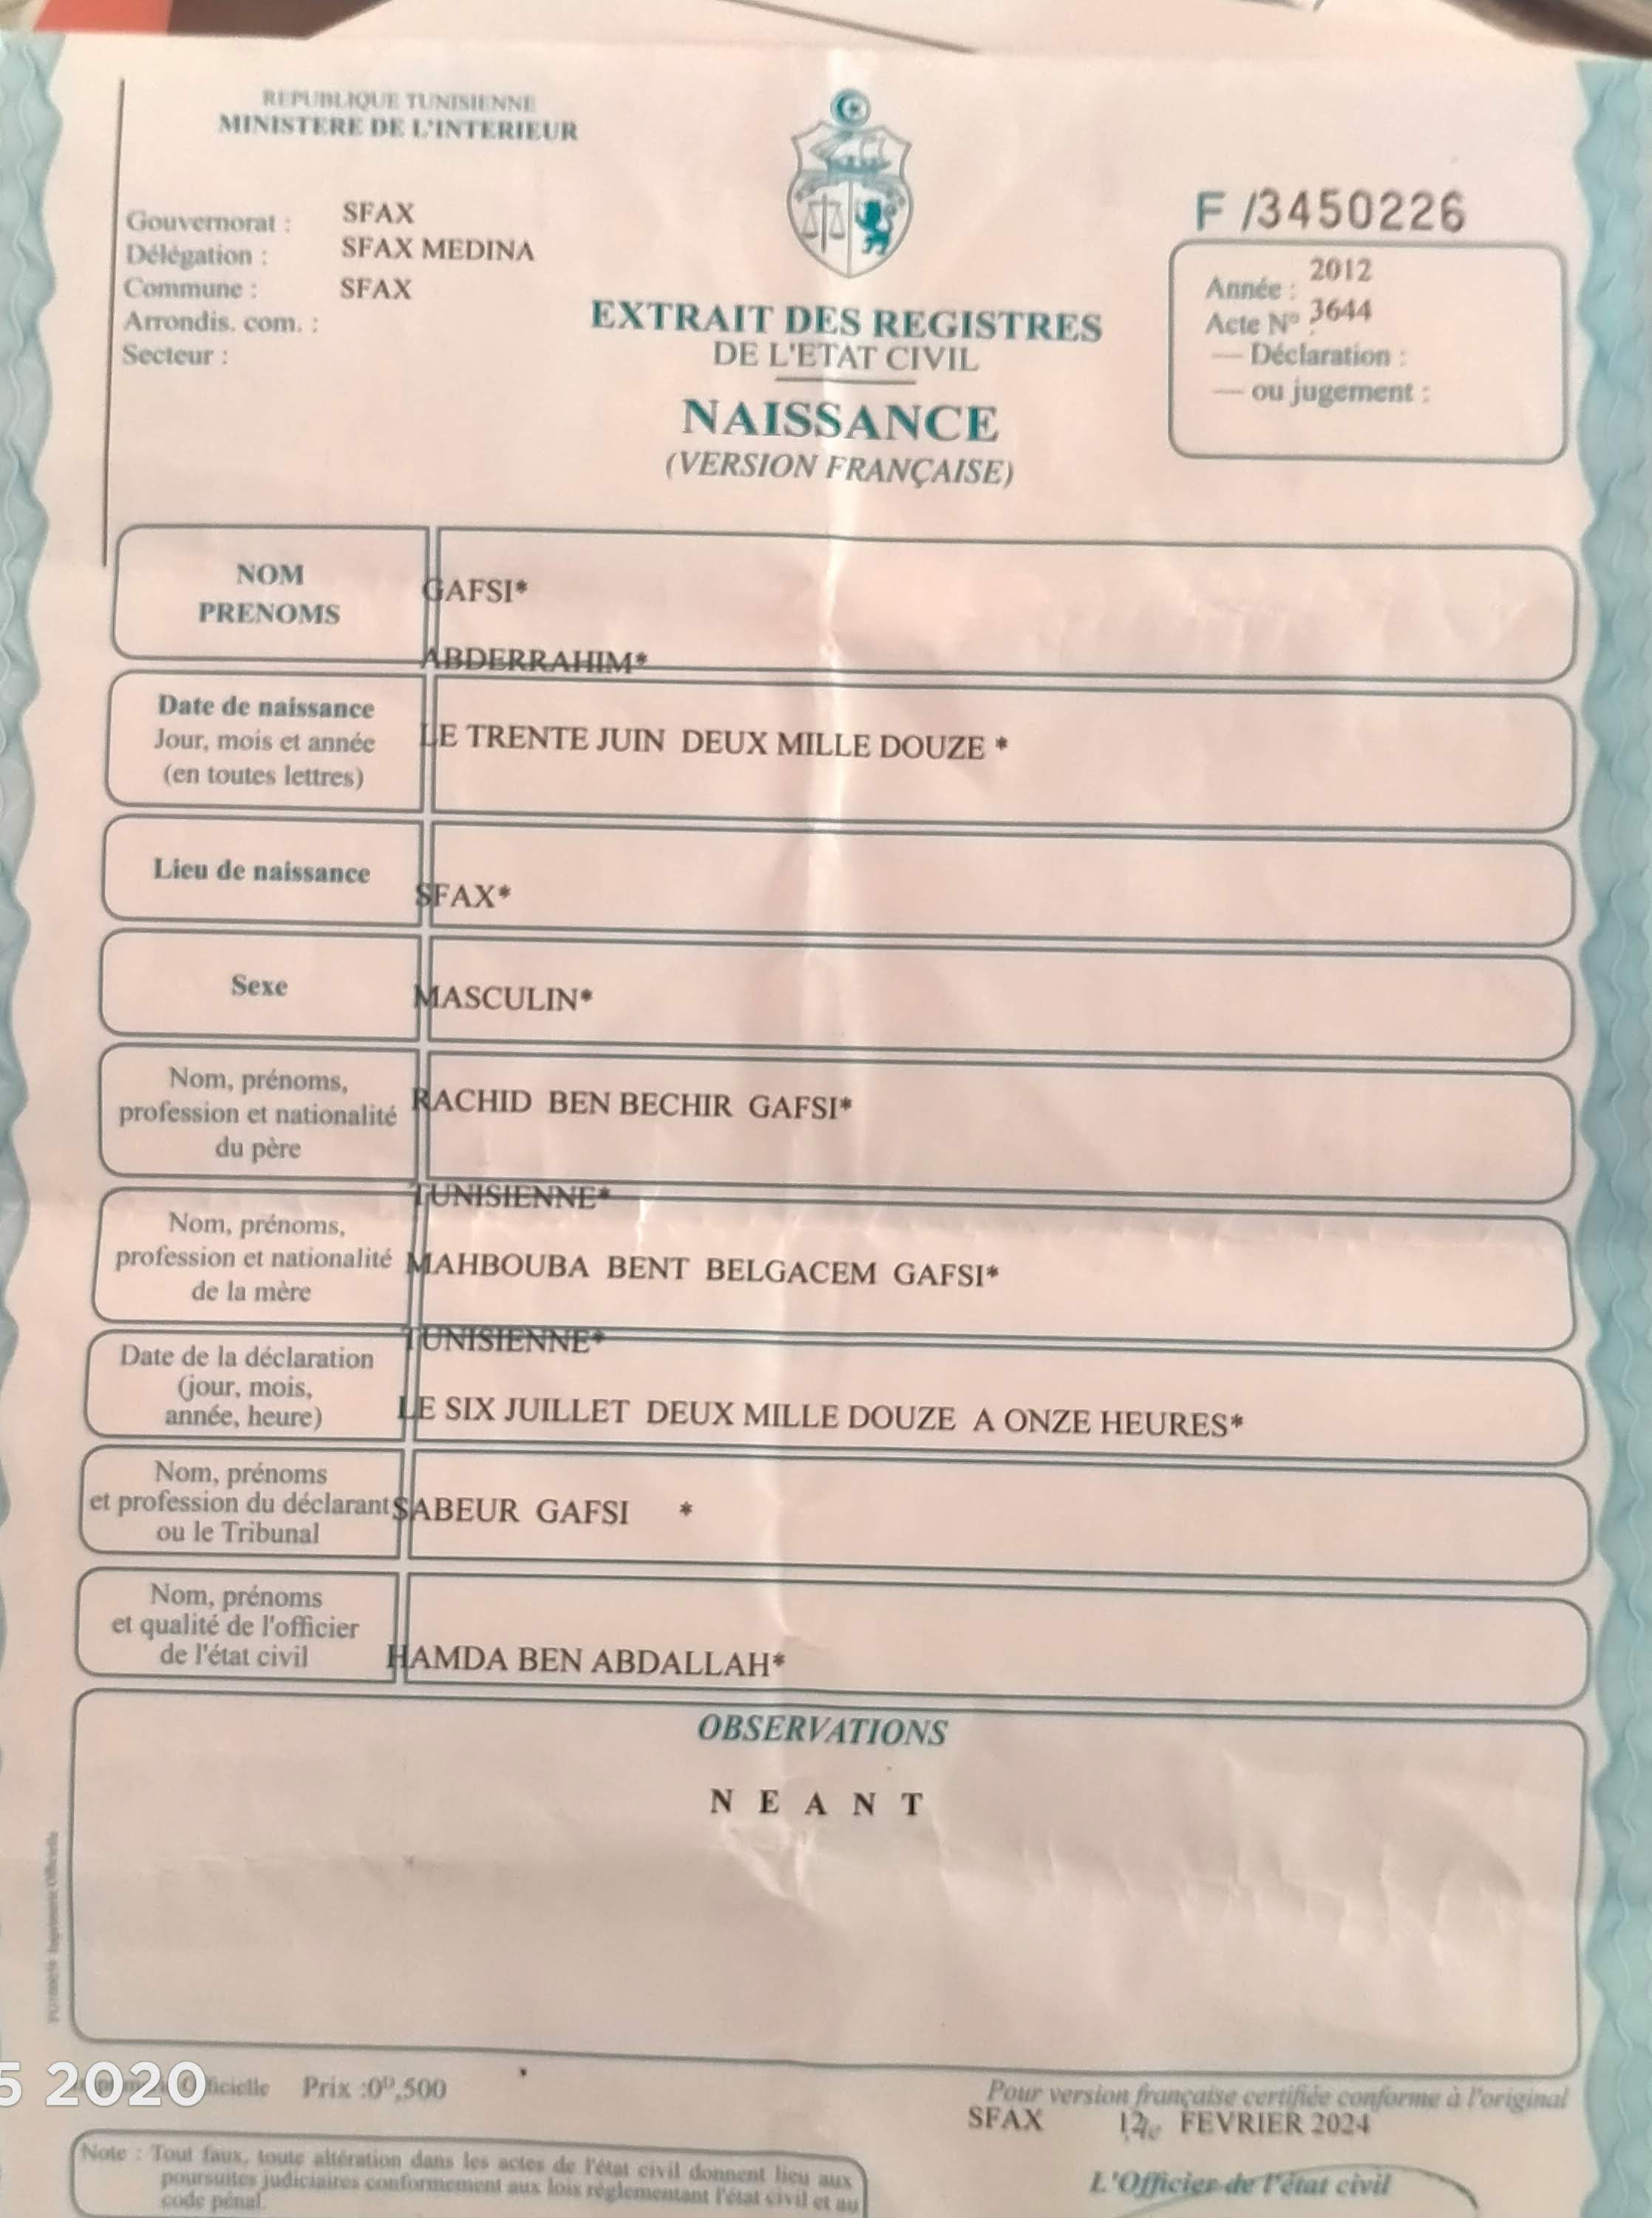 REPUBLIQUE TUNISIENNE
MINISTERE DE L'INTERIEUR
Gouvernorat : SFAX
Délégation : SFAX MEDINA
Commune : SFAX
Arrondis. com. :
Secteur :
EXTRAIT DES REGISTRES
DE L'ETAT CIVIL
NAISSANCE
(VERSION FRANÇAISE)
F /3450226
Année : 2012
Acte Nº : 3644
— Déclaration :
— ou jugement :
NOM
PRENOMS
GAFSI*
ABDERRAHIM*
Date de naissance
Jour, mois et année
(en toutes lettres)
LE TRENTE JUIN DEUX MILLE DOUZE *
Lieu de naissance
SFAX*
Sexe
MASCULIN*
Nom, prénoms,
profession et nationalité
du père
RACHID BEN BECHIR GAFSI*
TUNISIENNE*
Nom, prénoms,
profession et nationalité
de la mère
MAHBOUBA BENT BELGACEM GAFSI*
TUNISIENNE*
Date de la déclaration
(jour, mois,
année, heure)
LE SIX JUILLET DEUX MILLE DOUZE A ONZE HEURES*
Nom, prénoms
et profession du déclarant
ou le Tribunal
SABEUR GAFSI *
Nom, prénoms
et qualité de l'officier
de l'état civil
HAMDA BEN ABDALLAH*
OBSERVATIONS
N E A N T
Imprimerie Officielle
5 2020
Officielle Prix :0ᴰ,500
Pour version française certifiée conforme à l'original
SFAX FEVRIER 2024
L'Officier de l'état civil
Note : Tout faux, toute altération dans les actes de l'état civil donnent lieu aux
poursuites judiciaires conformement aux lois réglementant l'état civil et au
code pénal.